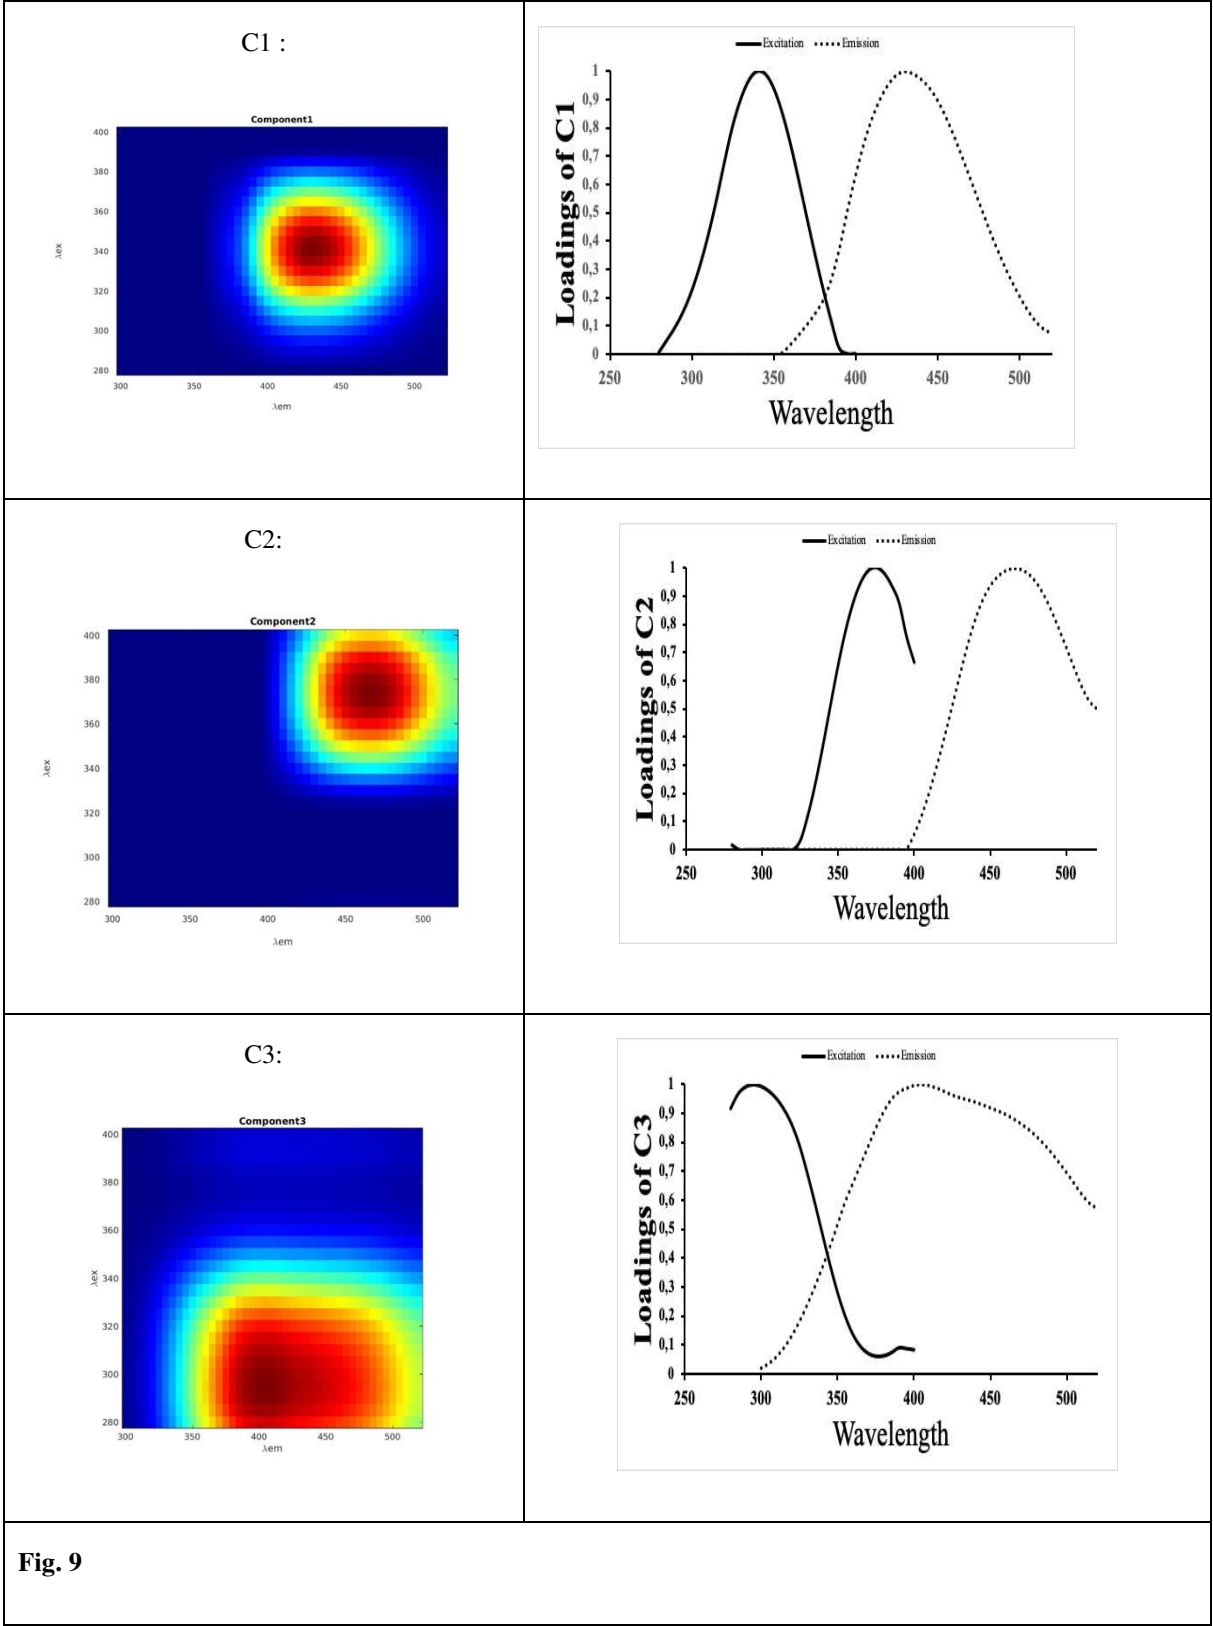 C1 :
Component1
400
380
360
340
320
300
280
λex
300 350 400 450 500
λem
Excitation Emission
Loadings of C1
1
0,9
0,8
0,7
0,6
0,5
0,4
0,3
0,2
0,1
0
250 300 350 400 450 500
Wavelength
C2:
Component2
400
380
360
340
320
300
280
λex
300 350 400 450 500
λem
Excitation Emission
Loadings of C2
1
0,9
0,8
0,7
0,6
0,5
0,4
0,3
0,2
0,1
0
250 300 350 400 450 500
Wavelength
C3:
Component3
400
380
360
340
320
300
280
λex
300 350 400 450 500
λem
Excitation Emission
Loadings of C3
1
0,9
0,8
0,7
0,6
0,5
0,4
0,3
0,2
0,1
0
250 300 350 400 450 500
Wavelength
Fig. 9